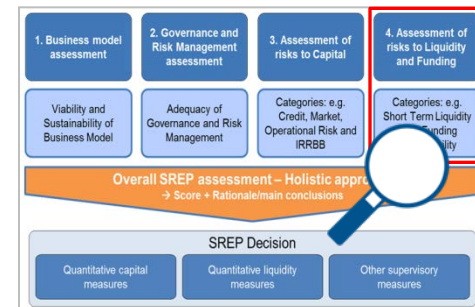 1. Business model
assessment
2. Governance and
Risk Management
assessment
3. Assessment of
risks to Capital
4. Assessment of
risks to Liquidity
and Funding
Viability and
Sustainability of
Business Model
Adequacy of
Governance and Risk
Management
Categories: e.g.
Credit, Market,
Operational Risk and
IRRBB
Categories: e.g.
Short Term Liquidity
Overall SREP assessment – Holistic
→ Score + Rationale/main conclusions
SREP Decision
Quantitative capital
measures
Quantitative liquidity
measures
Other supervisory
measures